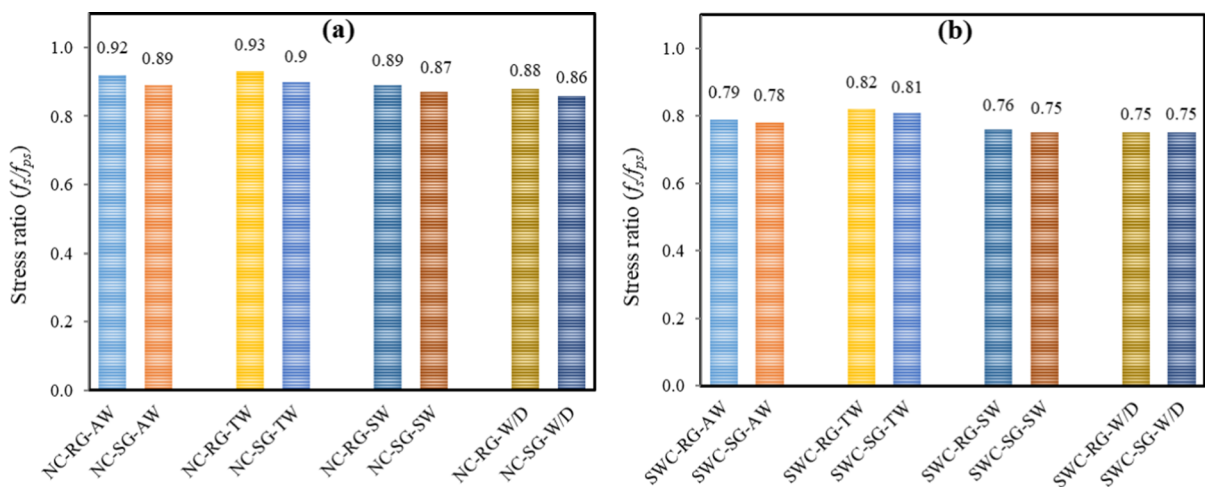 (a)
Stress ratio (fs/fps)
1.0
0.8
0.6
0.4
0.2
0.0
0.92
0.89
0.93
0.9
0.89
0.87
0.88
0.86
NC-RG-AW
NC-SG-AW
NC-RG-TW
NC-SG-TW
NC-RG-SW
NC-SG-SW
NC-RG-W/D
NC-SG-W/D
(b)
Stress ratio (fs/fps)
1.0
0.8
0.6
0.4
0.2
0.0
0.79
0.78
0.82
0.81
0.76
0.75
0.75
0.75
SWC-RG-AW
SWC-SG-AW
SWC-RG-TW
SWC-SG-TW
SWC-RG-SW
SWC-SG-SW
SWC-RG-W/D
SWC-SG-W/D